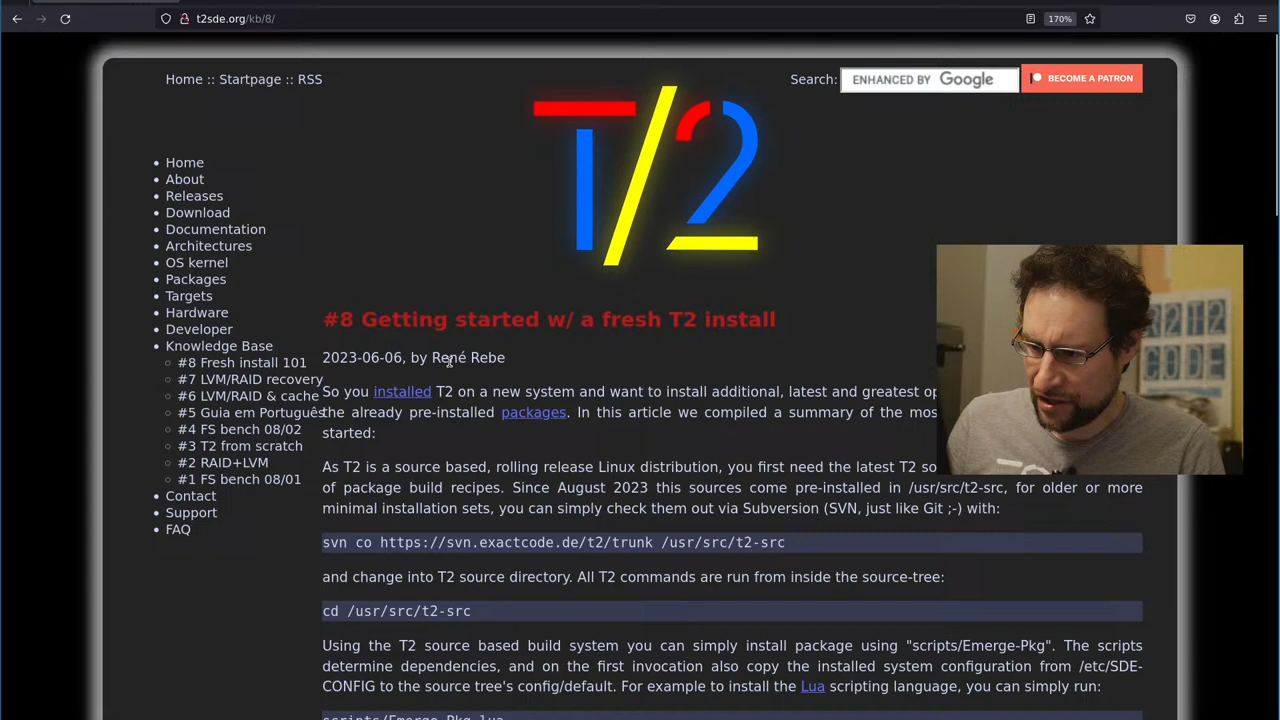 t2sde.org/kb/8/
170%
Home :: Startpage :: RSS
Search:
ENHANCED BY Google
BECOME A PATRON
T/2
Home
About
Releases
Download
Documentation
Architectures
OS kernel
Packages
Targets
Hardware
Developer
Knowledge Base
#8 Fresh install 101
#7 LVM/RAID recovery
#6 LVM/RAID & cache
#5 Guia em Português
#4 FS bench 08/02
#3 T2 from scratch
#2 RAID+LVM
#1 FS bench 08/01
Contact
Support
FAQ
#8 Getting started w/ a fresh T2 install
2023-06-06, by René Rebe
So you installed T2 on a new system and want to install additional, latest and greatest
the already pre-installed packages. In this article we compiled a summary of the
started:
As T2 is a source based, rolling release Linux distribution, you first need the latest T2
of package build recipes. Since August 2023 this sources come pre-installed in /usr/src/t2-src, for older or more
minimal installation sets, you can simply check them out via Subversion (SVN, just like Git ;-) with:
svn co https://svn.exactcode.de/t2/trunk /usr/src/t2-src
and change into T2 source directory. All T2 commands are run from inside the source-tree:
cd /usr/src/t2-src
Using the T2 source based build system you can simply install package using "scripts/Emerge-Pkg". The scripts
determine dependencies, and on the first invocation also copy the installed system configuration from /etc/SDE-
CONFIG to the source tree's config/default. For example to install the Lua scripting language, you can simply run:
scripts/Emerge-Pkg lua